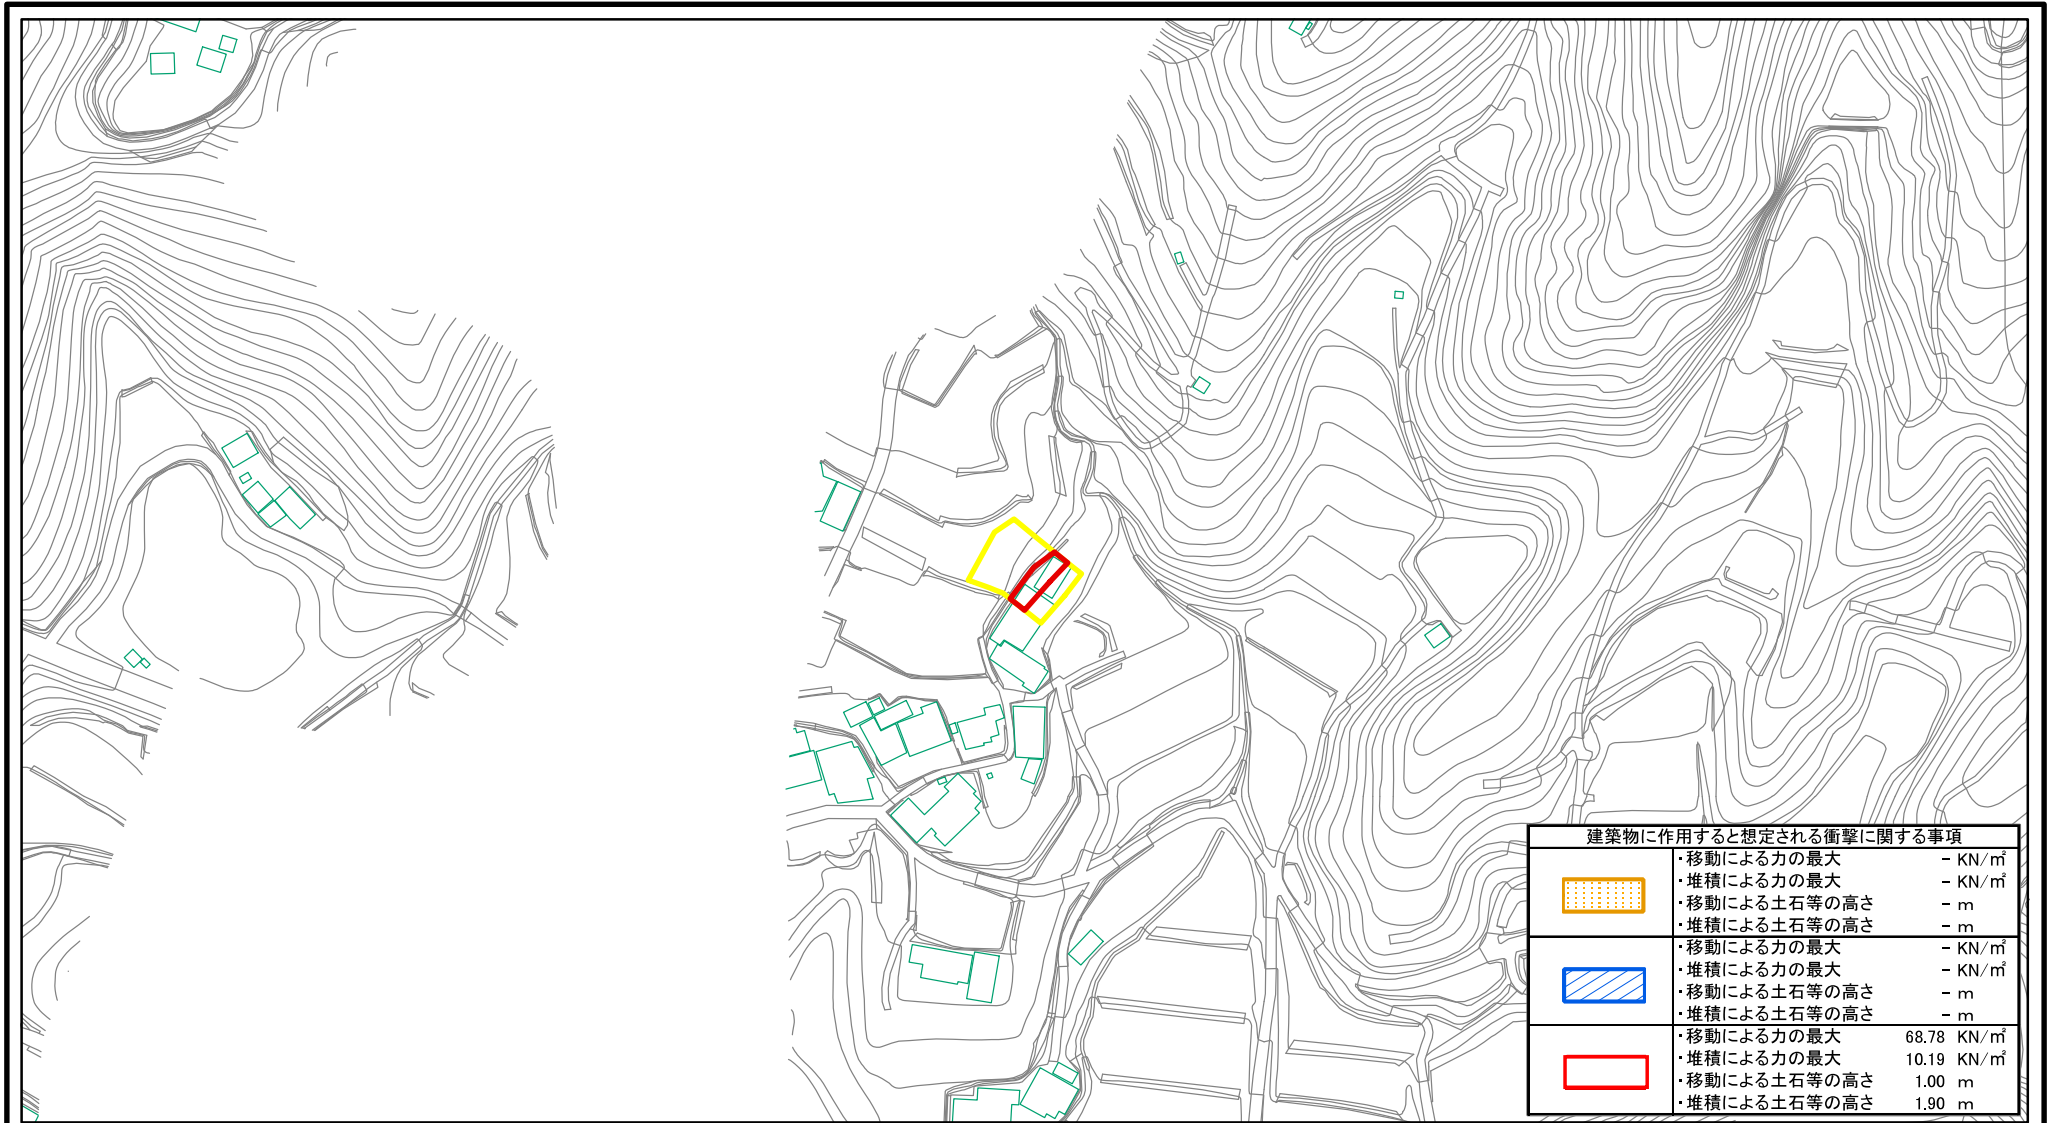 建築物に作用すると想定される衝撃に関する事項
・移動による力の最大 － KN/㎡
・堆積による力の最大 － KN/㎡
・移動による土石等の高さ － m
・堆積による土石等の高さ － m
・移動による力の最大 － KN/㎡
・堆積による力の最大 － KN/㎡
・移動による土石等の高さ － m
・堆積による土石等の高さ － m
・移動による力の最大 68.78 KN/㎡
・堆積による力の最大 10.19 KN/㎡
・移動による土石等の高さ 1.00 m
・堆積による土石等の高さ 1.90 m